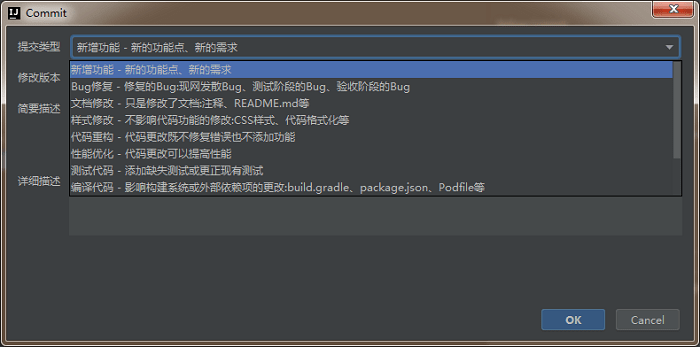 Commit
提交类型
新增功能 - 新的功能点、新的需求
新增功能 - 新的功能点、新的需求
修改版本
Bug修复 - 修复的Bug:现网发散Bug、测试阶段的Bug、验收阶段的Bug
简要描述
文档修改 - 只是修改了文档:注释、README.md等
样式修改 - 不影响代码功能的修改:CSS样式、代码格式化等
代码重构 - 代码更改既不修复错误也不添加功能
性能优化 - 代码更改可以提高性能
测试代码 - 添加缺失测试或更正现有测试
详细描述
编译代码 - 影响构建系统或外部依赖项的更改:build.gradle、package.json、Podfile等
OK
Cancel